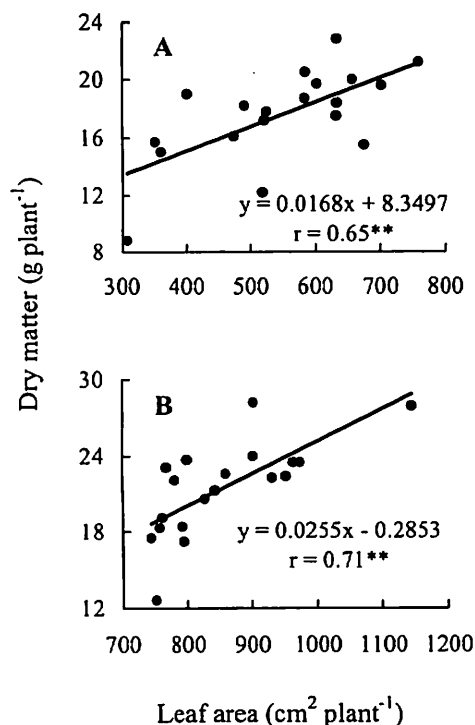 24
A
20
16
12
8
y = 0.0168x + 8.3497
r = 0.65**
300 400 500 600 700 800
Dry matter (g plant⁻¹)
30
B
24
18
12
y = 0.0255x - 0.2853
r = 0.71**
700 800 900 1000 1100 1200
Leaf area (cm² plant⁻¹)